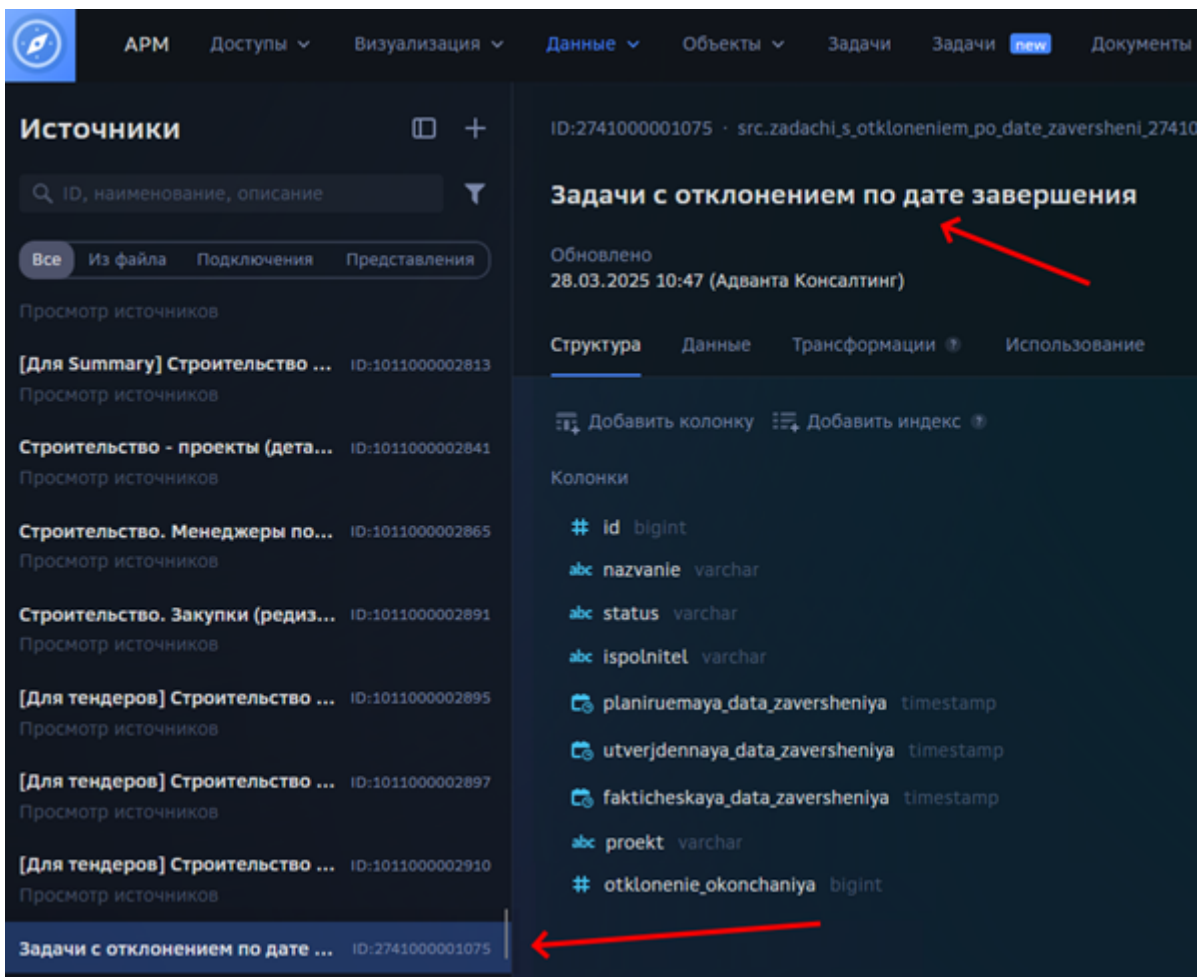 АРМ Доступы Визуализация Данные Объекты Задачи Задачи new Документы
Источники
ID, наименование, описание
Все Из файла Подключения Представления
Просмотр источников
[Для Summary] Строительство ... ID:1011000002813
Просмотр источников
Строительство - проекты (дета... ID:1011000002841
Просмотр источников
Строительство. Менеджеры по... ID:1011000002865
Просмотр источников
Строительство. Закупки (редиз... ID:1011000002891
Просмотр источников
[Для тендеров] Строительство ... ID:1011000002895
Просмотр источников
[Для тендеров] Строительство ... ID:1011000002897
Просмотр источников
[Для тендеров] Строительство ... ID:1011000002910
Просмотр источников
Задачи с отклонением по дате ... ID:2741000001075
ID:2741000001075 · src.zadachi_s_otkloneniem_po_date_zaversheni_27410
Задачи с отклонением по дате завершения
Обновлено
28.03.2025 10:47 (Адванта Консалтинг)
Структура Данные Трансформации ? Использование
Добавить колонку Добавить индекс ?
Колонки
# id bigint
abc nazvanie varchar
abc status varchar
abc ispolnitel varchar
planiruemaya_data_zaversheniya timestamp
utverjdennaya_data_zaversheniya timestamp
fakticheskaya_data_zaversheniya timestamp
abc proekt varchar
# otklonenie_okonchaniya bigint